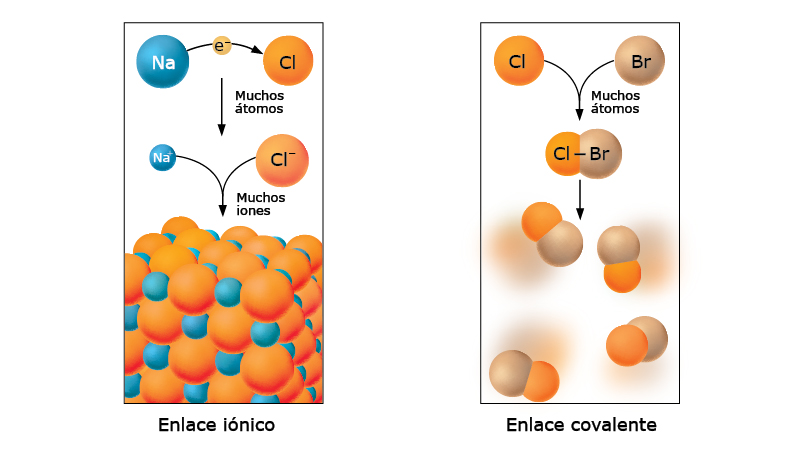 Na
e⁻
Cl
Muchos
átomos
Na⁺
Cl⁻
Muchos
iones
Enlace iónico
Cl
Br
Muchos
átomos
Cl – Br
Enlace covalente